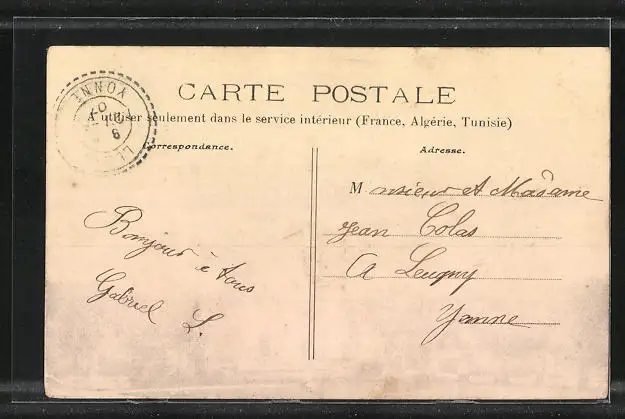 CARTE POSTALE
A utiliser seulement dans le service intérieur (France, Algérie, Tunisie)
Correspondance.
Adresse.
YONNE
Bonjour à tous
Gabriel L.
Monsieur et Madame
Jean Colas
A Leugny
Yonne